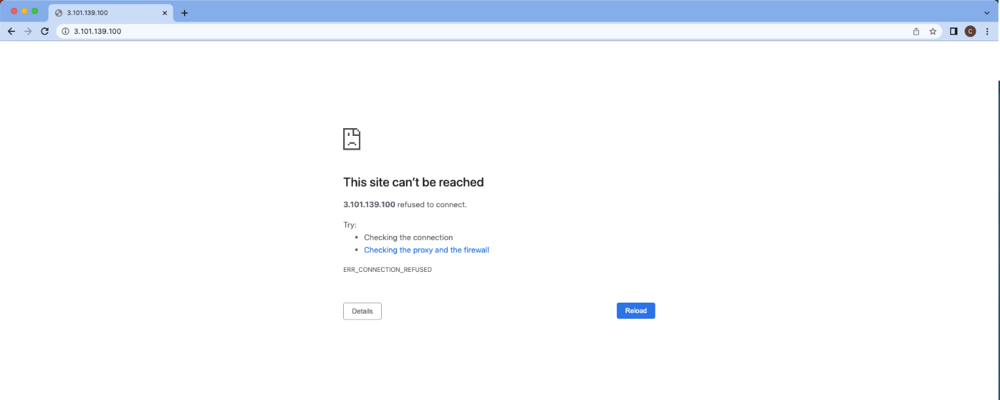 3.101.139.100
3.101.139.100
C
This site can’t be reached
3.101.139.100 refused to connect.
Try:
• Checking the connection
• Checking the proxy and the firewall
ERR_CONNECTION_REFUSED
Details
Reload